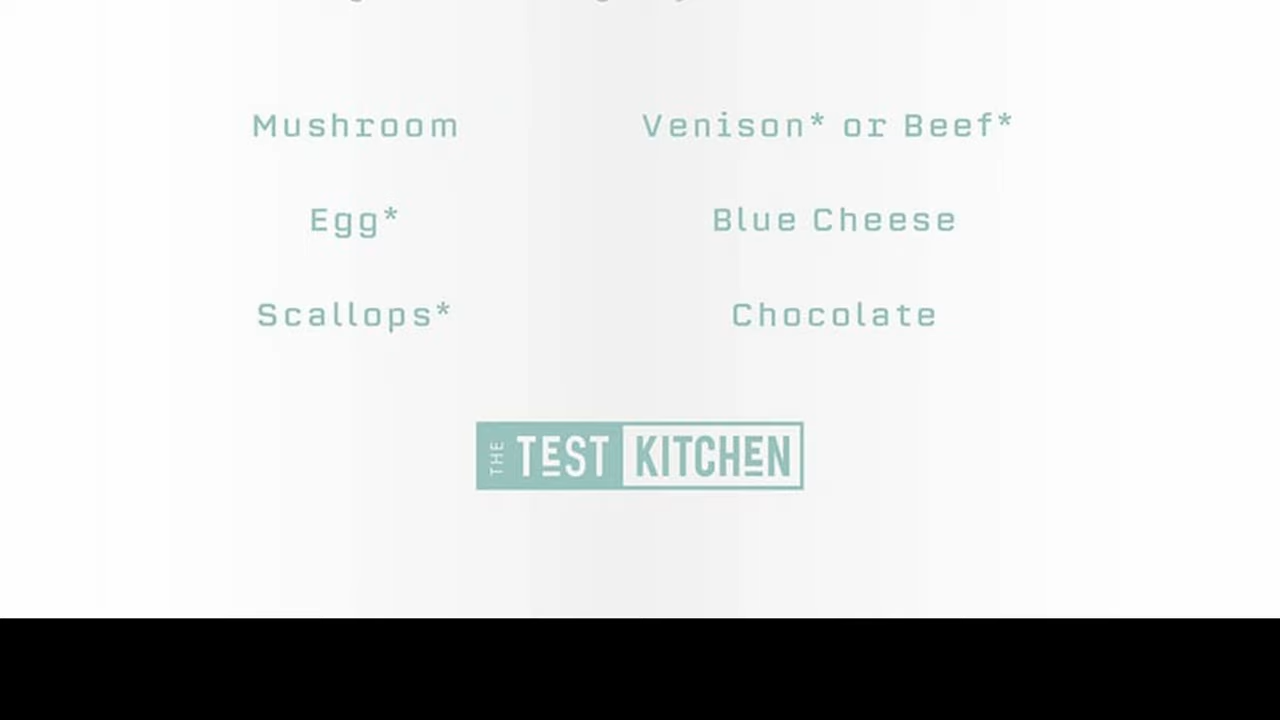 Mushroom
Egg*
Scallops*
Venison* or Beef*
Blue Cheese
Chocolate
THE TEST KITCHEN